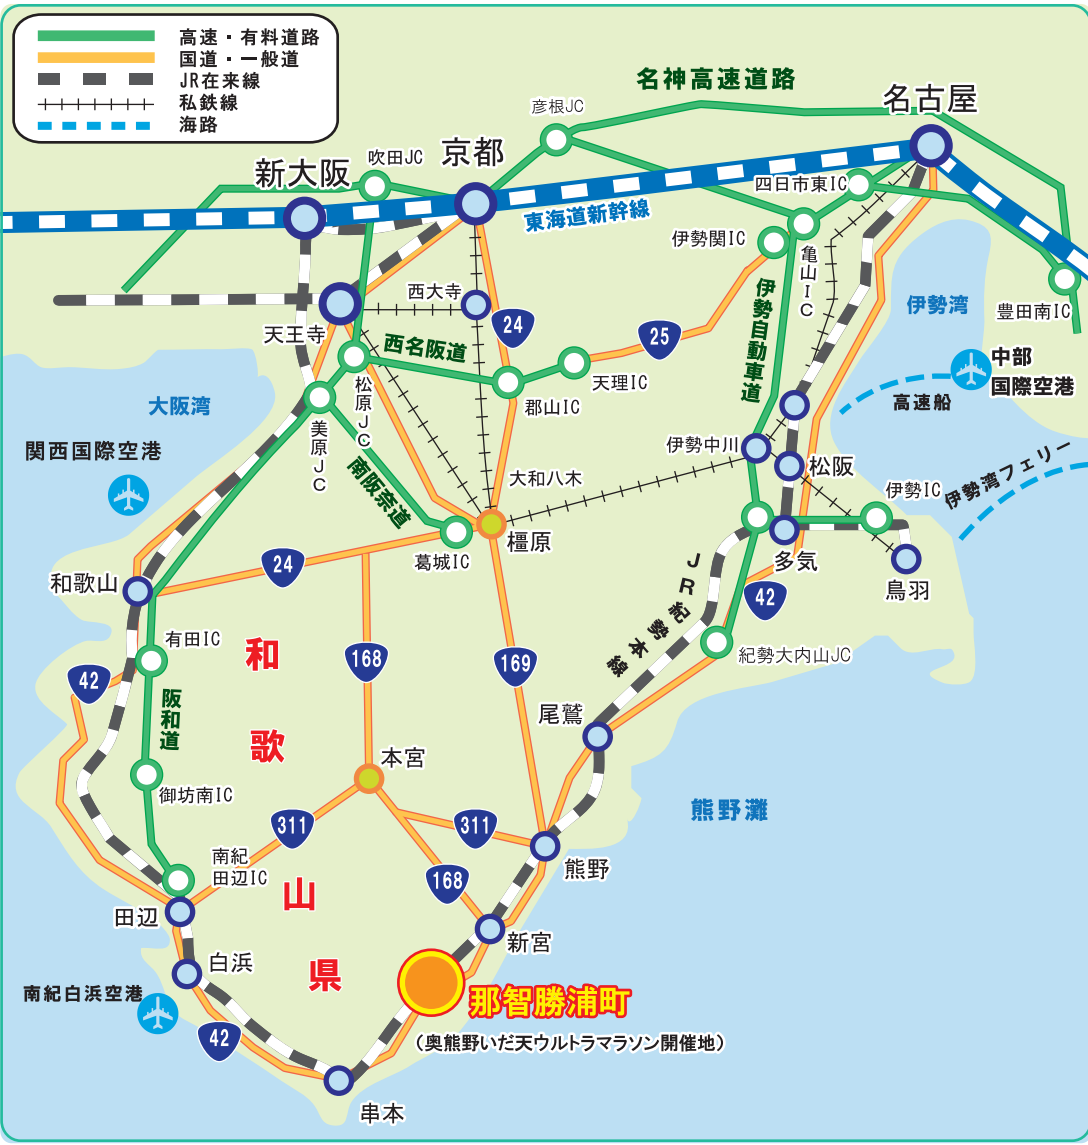 高速・有料道路
国道・一般道
JR在来線
私鉄線
海路
名神高速道路
彦根JC
名古屋
京都
吹田JC
新大阪
四日市東IC
東海道新幹線
伊勢関IC
亀山IC
西大寺
伊勢湾
豊田南IC
天王寺
24
25
西名阪道
伊勢自動車道
中部
国際空港
高速船
天理IC
松原JC
郡山IC
大阪湾
美原JC
関西国際空港
伊勢中川
松阪
南阪奈道
大和八木
伊勢IC
伊勢湾フェリー
橿原
葛城IC
多気
鳥羽
24
和歌山
JR紀勢本線
42
有田IC
和歌山県
168
169
紀勢大内山JC
42
阪和道
尾鷲
本宮
御坊南IC
熊野灘
311
311
南紀
田辺IC
熊野
168
田辺
新宮
白浜
南紀白浜空港
那智勝浦町
（奥熊野いだ天ウルトラマラソン開催地）
42
串本